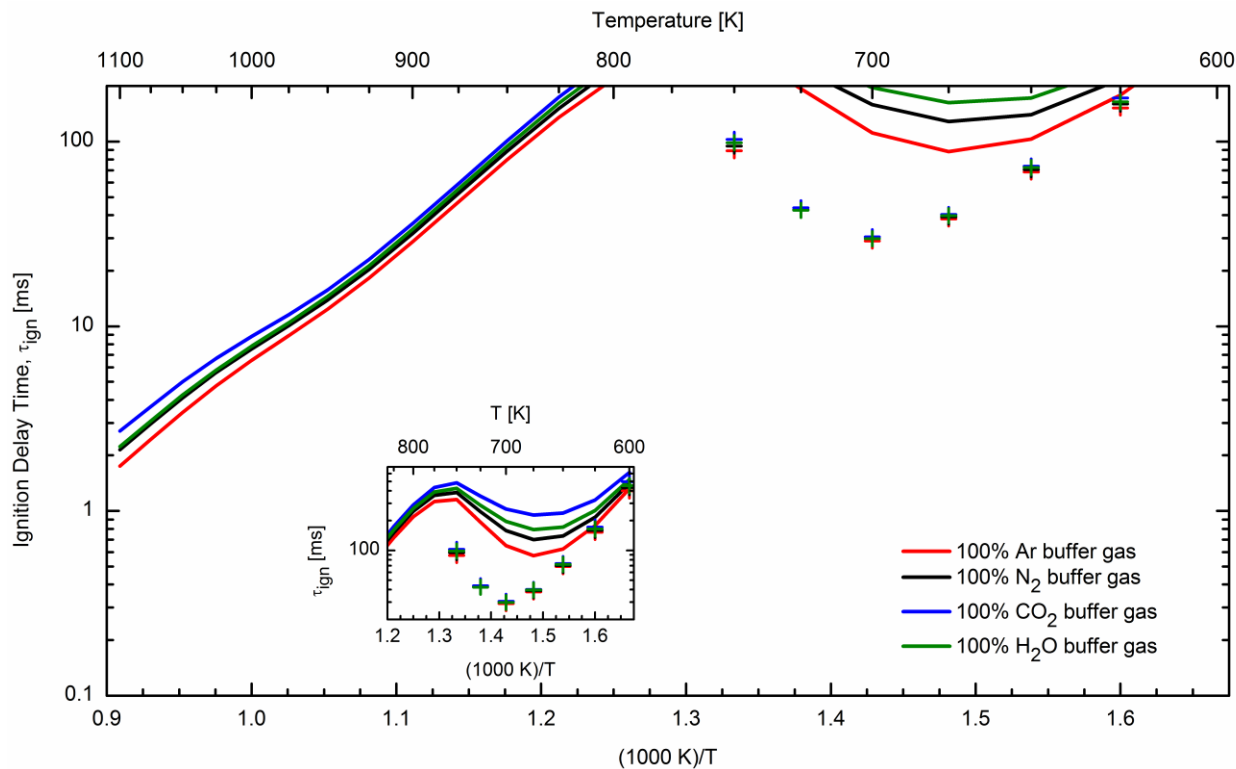 Temperature [K]
1100 1000 900 800 700 600
Ignition Delay Time, τign [ms]
100
10
1
0.1
T [K]
800 700 600
τign [ms]
100
1.2 1.3 1.4 1.5 1.6
(1000 K)/T
100% Ar buffer gas
100% N2 buffer gas
100% CO2 buffer gas
100% H2O buffer gas
0.9 1.0 1.1 1.2 1.3 1.4 1.5 1.6
(1000 K)/T